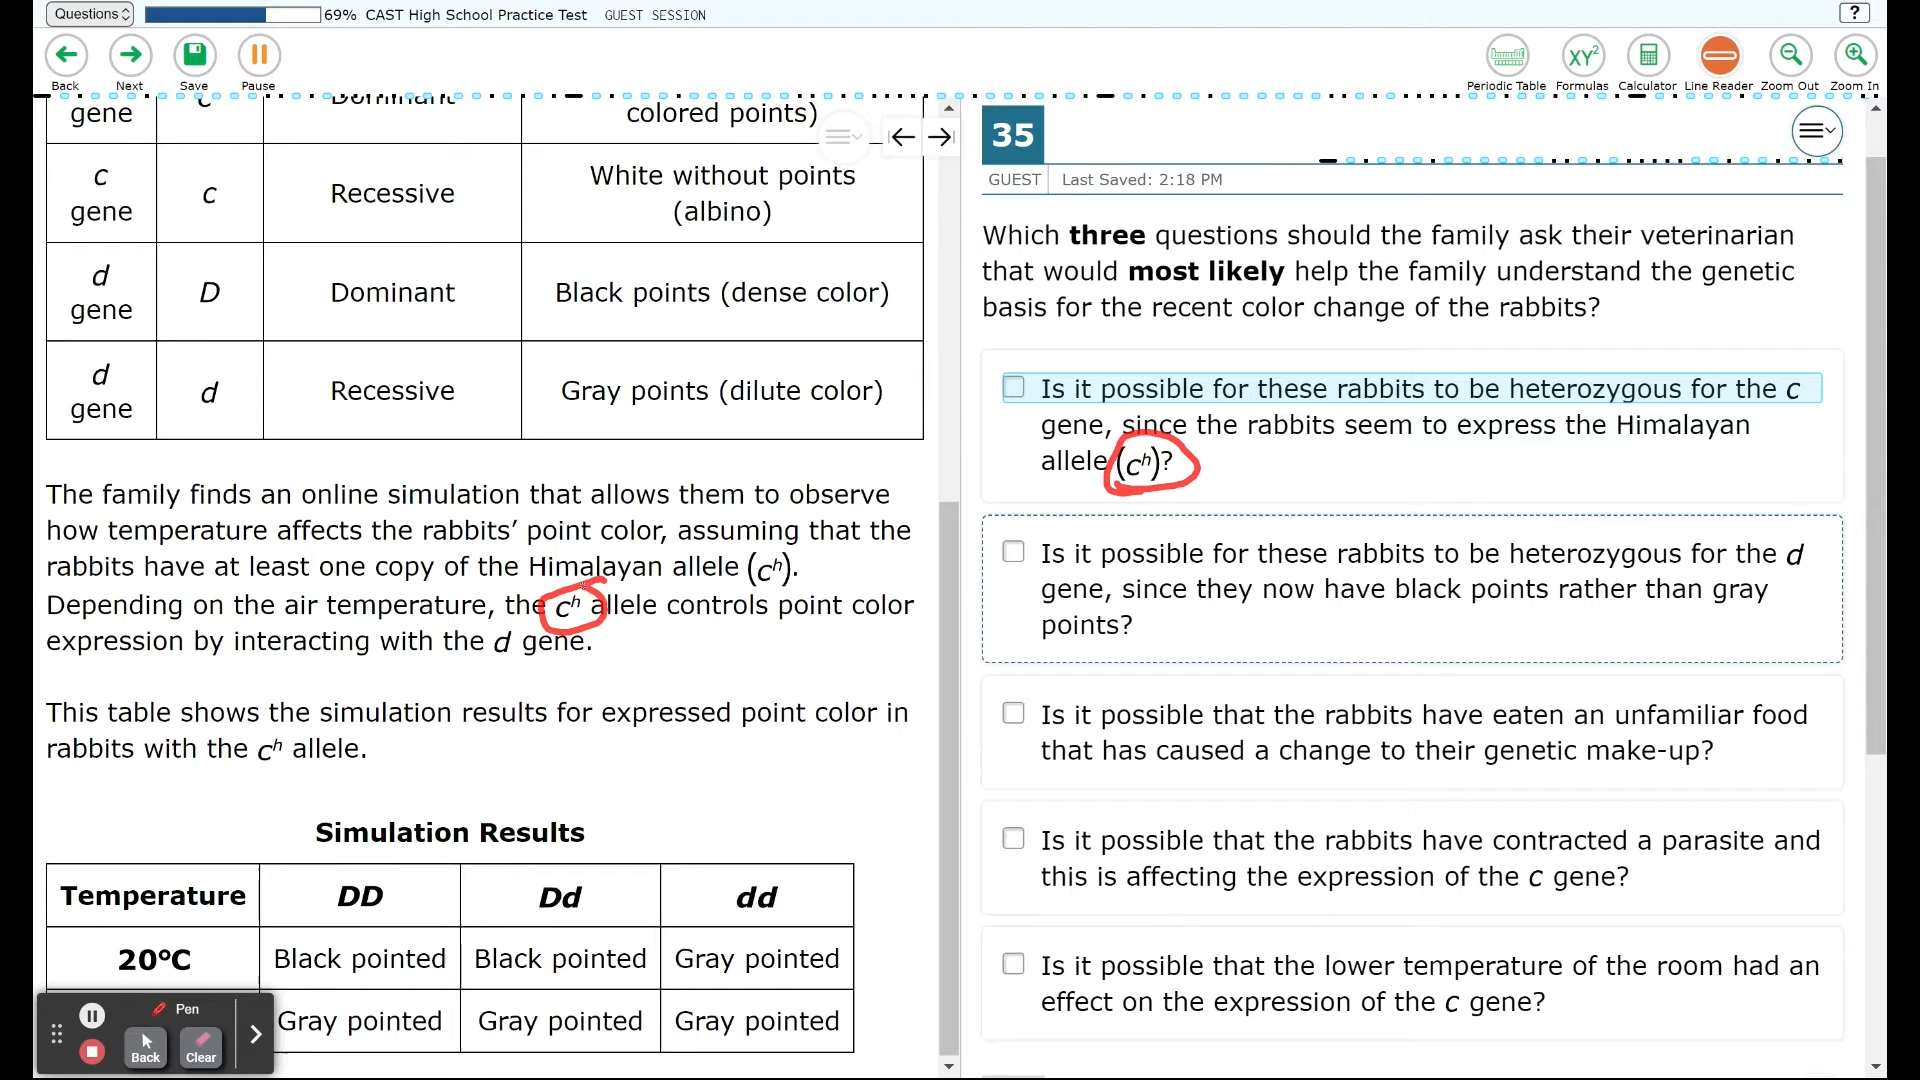 Questions
69% CAST High School Practice Test GUEST SESSION
?
Back Next Save Pause
XY²
Periodic Table Formulas Calculator Line Reader Zoom Out Zoom In
gene c Dominant colored points)
c gene c Recessive White without points (albino)
d gene D Dominant Black points (dense color)
d gene d Recessive Gray points (dilute color)
The family finds an online simulation that allows them to observe
how temperature affects the rabbits’ point color, assuming that the
rabbits have at least one copy of the Himalayan allele (cʰ).
Depending on the air temperature, the cʰ allele controls point color
expression by interacting with the d gene.
This table shows the simulation results for expressed point color in
rabbits with the cʰ allele.
Simulation Results
Temperature DD Dd dd
20°C Black pointed Black pointed Gray pointed
Gray pointed Gray pointed Gray pointed
Pen
Back Clear
35
GUEST Last Saved: 2:18 PM
Which three questions should the family ask their veterinarian
that would most likely help the family understand the genetic
basis for the recent color change of the rabbits?
Is it possible for these rabbits to be heterozygous for the c
gene, since the rabbits seem to express the Himalayan
allele (cʰ)?
Is it possible for these rabbits to be heterozygous for the d
gene, since they now have black points rather than gray
points?
Is it possible that the rabbits have eaten an unfamiliar food
that has caused a change to their genetic make-up?
Is it possible that the rabbits have contracted a parasite and
this is affecting the expression of the c gene?
Is it possible that the lower temperature of the room had an
effect on the expression of the c gene?